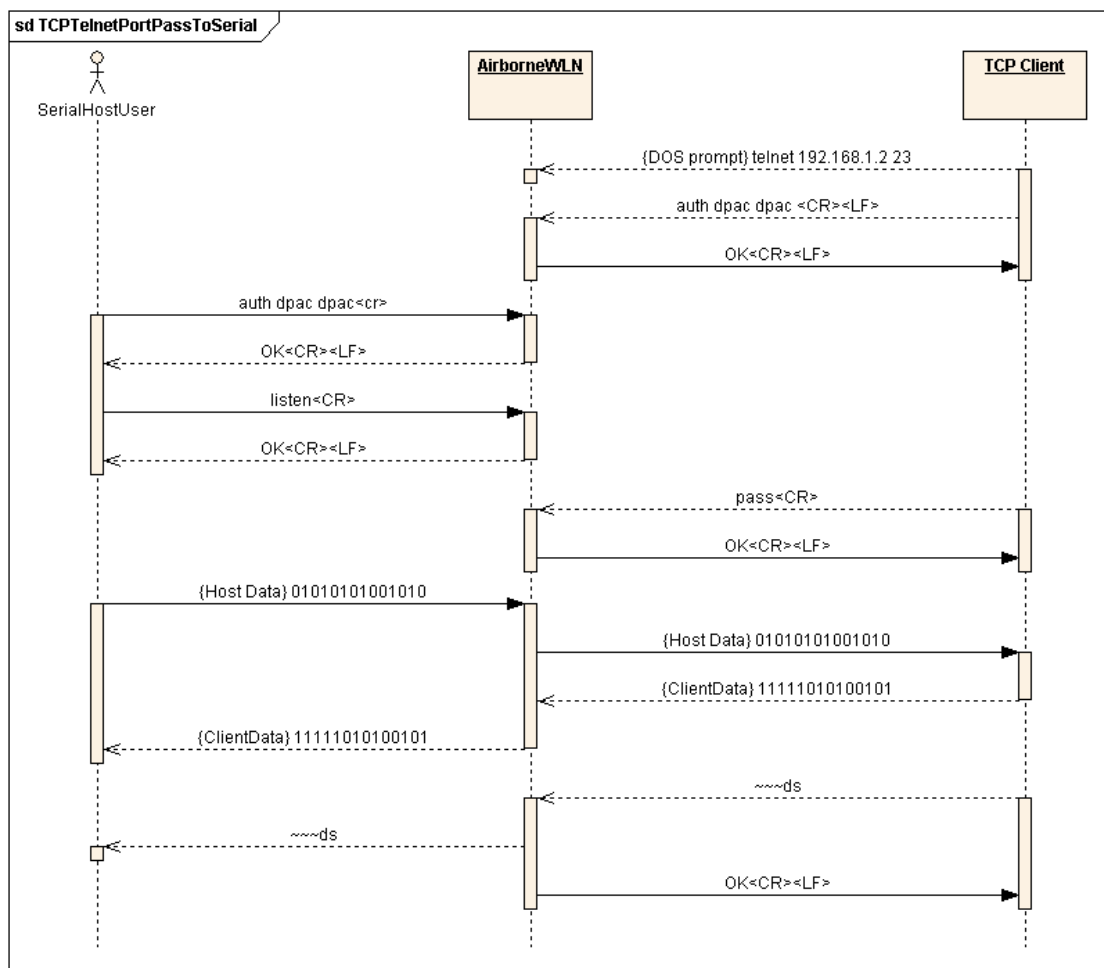 sd TCPTelnetPortPassToSerial
SerialHostUser
AirborneWLN
TCP Client
{DOS prompt} telnet 192.168.1.2 23
auth dpac dpac <CR><LF>
OK<CR><LF>
auth dpac dpac<cr>
OK<CR><LF>
listen<CR>
OK<CR><LF>
pass<CR>
OK<CR><LF>
{Host Data} 01010101001010
{Host Data} 01010101001010
{ClientData} 11111010100101
{ClientData} 11111010100101
~~~ds
~~~ds
OK<CR><LF>